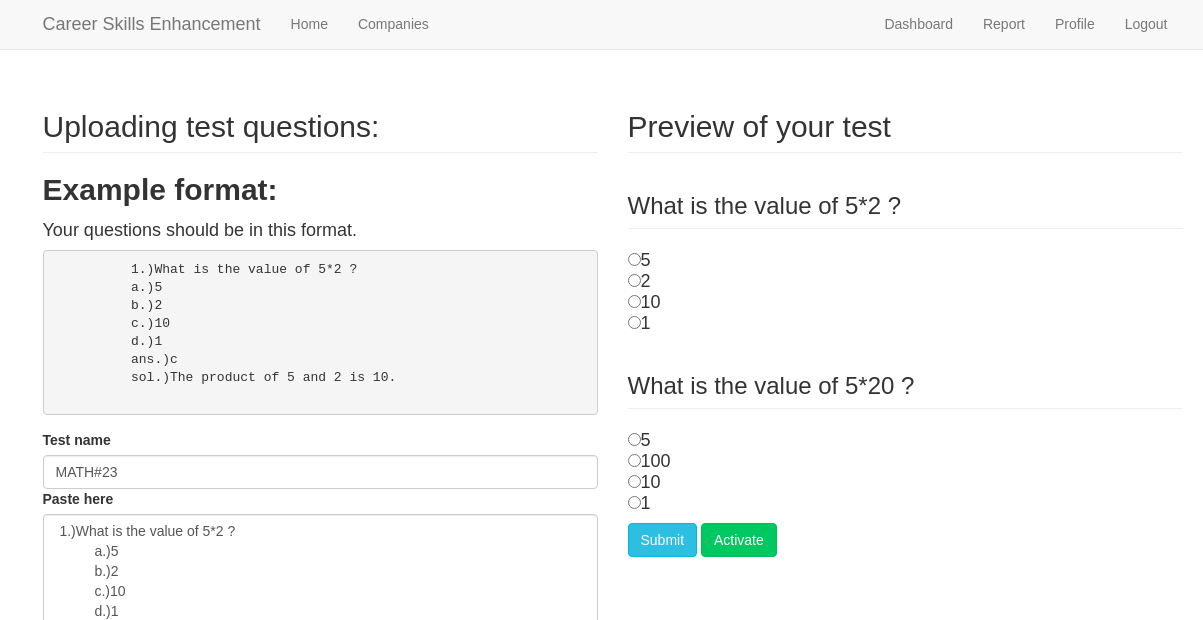 Career Skills Enhancement Home Companies Dashboard Report Profile Logout
Uploading test questions:
Example format:
Your questions should be in this format.
1.)What is the value of 5*2 ?
a.)5
b.)2
c.)10
d.)1
ans.)c
sol.)The product of 5 and 2 is 10.
Test name
MATH#23
Paste here
1.)What is the value of 5*2 ?
a.)5
b.)2
c.)10
d.)1
Preview of your test
What is the value of 5*2 ?
5
2
10
1
What is the value of 5*20 ?
5
100
10
1
Submit Activate